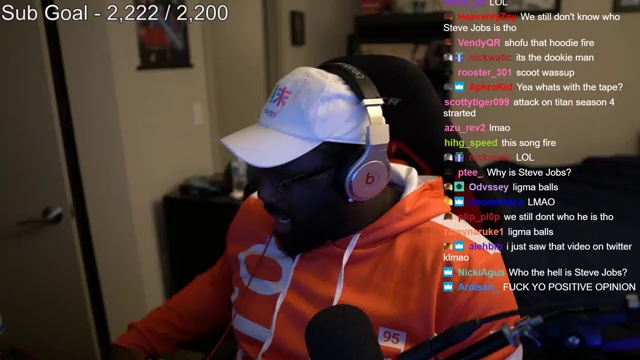 Sub Goal - 2,222 / 2,200
LOL
We still don't know who
Steve Jobs is tho
VendyQR shofu that hoodie fire
nickwatic its the dookie man
rooster_301 scoot wassup
AphroKid Yea whats with the tape?
scottytiger099 attack on titan season 4
strarted
azu_rev2 lmao
hihg_speed this song fire
LOL
ptee_ Why is Steve Jobs?
Odvssey ligma balls
LMAO
plip_pl0p we still dont who he is tho
ligma balls
i just saw that video on twitter
klmao
NickiAgua Who the hell is Steve Jobs?
FUCK YO POSITIVE OPINION
95